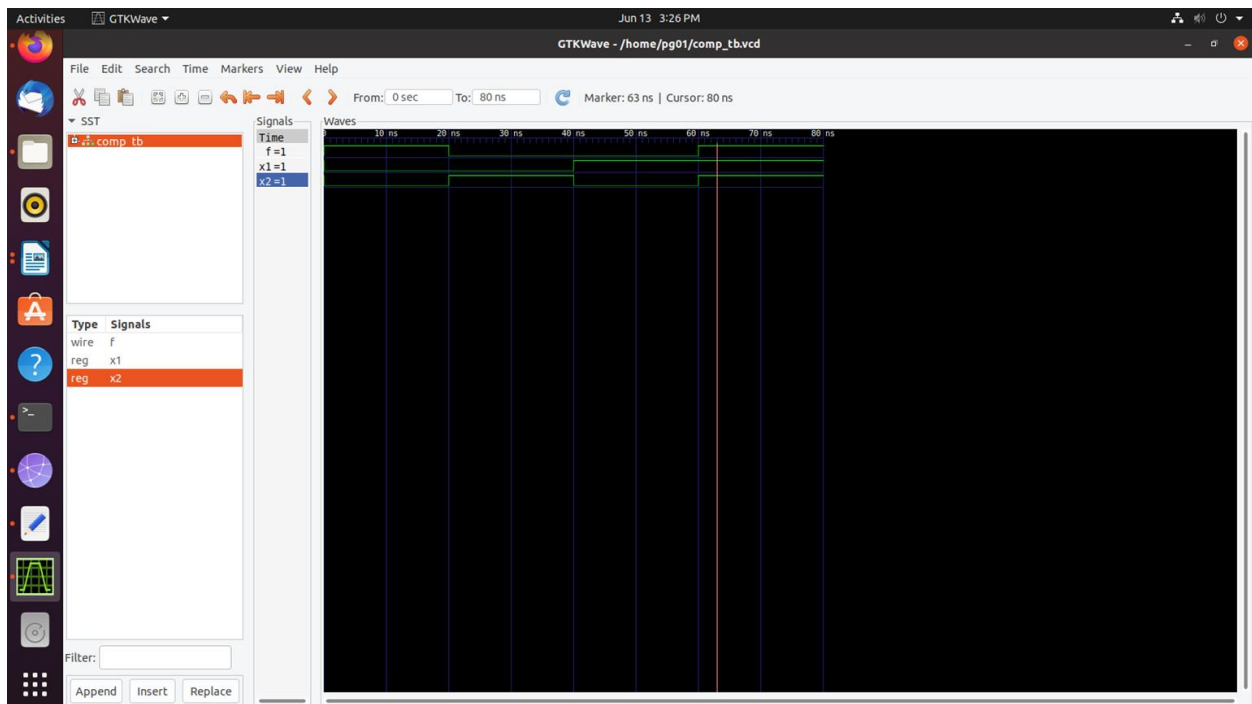 Activities GTKWave Jun 13 3:26 PM
GTKWave - /home/pg01/comp_tb.vcd
File Edit Search Time Markers View Help
From: 0 sec To: 80 ns Marker: 63 ns | Cursor: 80 ns
SST
comp_tb
Type Signals
wire f
reg x1
reg x2
Filter:
Append Insert Replace
Signals
Time
f =1
x1 =1
x2 =1
Waves
0 10 ns 20 ns 30 ns 40 ns 50 ns 60 ns 70 ns 80 ns